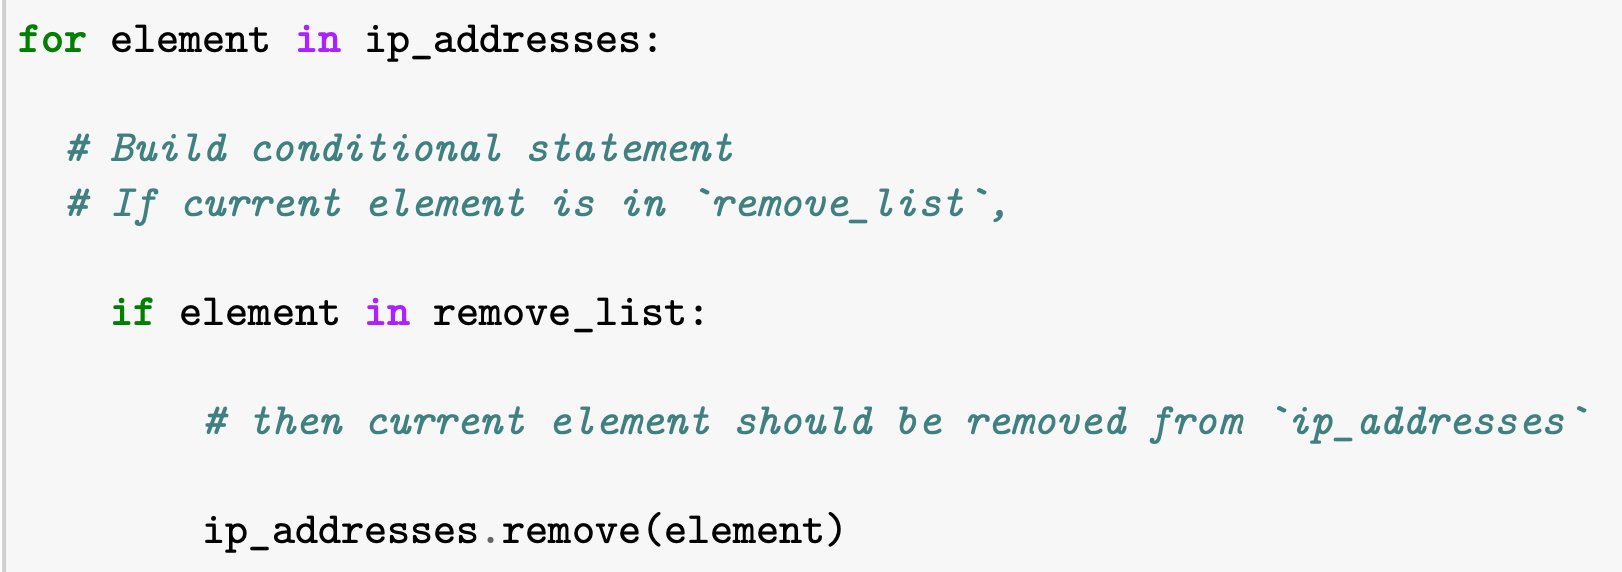 for element in ip_addresses:
# Build conditional statement
# If current element is in `remove_list`,
if element in remove_list:
# then current element should be removed from `ip_addresses`
ip_addresses.remove(element)